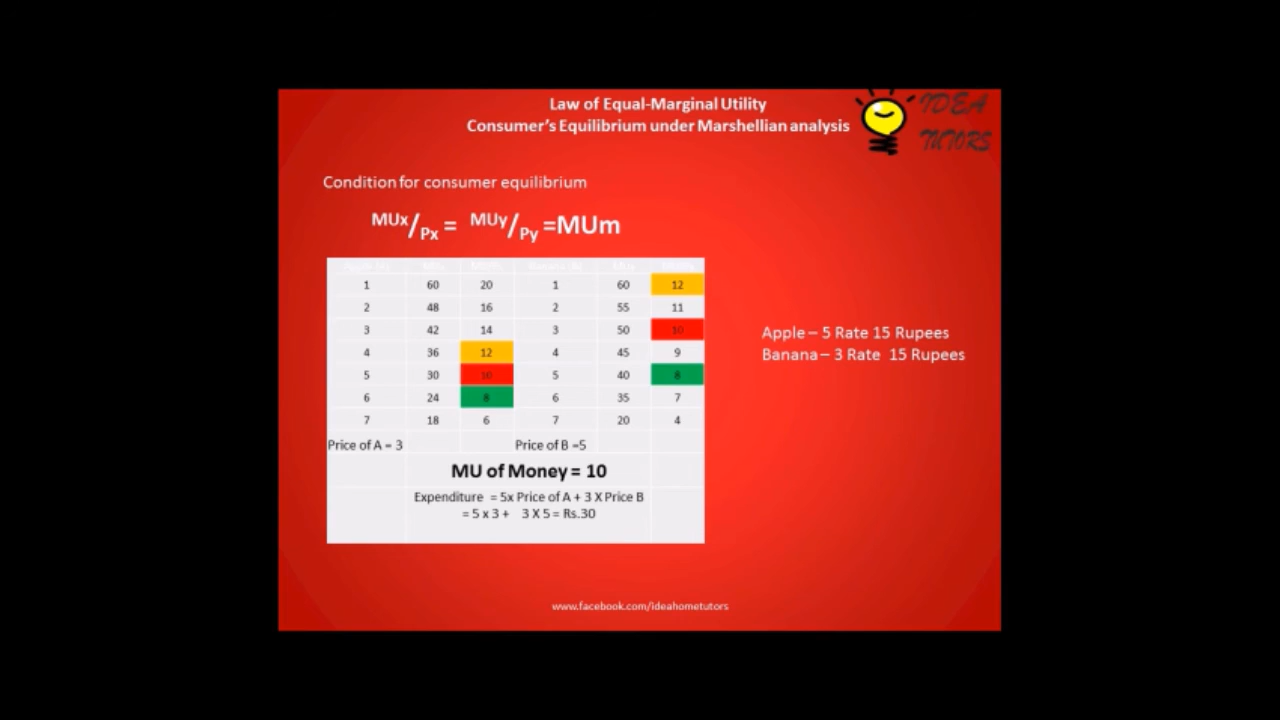 Law of Equal-Marginal Utility
Consumer's Equilibrium under Marshellian analysis
IDEA
TUTORS
Condition for consumer equilibrium
MUx/Px = MUy/Py =MUm
1 60 20 1 60 12
2 48 16 2 55 11
3 42 14 3 50 10
4 36 12 4 45 9
5 30 10 5 40 8
6 24 8 6 35 7
7 18 6 7 20 4
Price of A = 3 Price of B =5
MU of Money = 10
Expenditure = 5x Price of A + 3 X Price B
= 5 x 3 + 3 X 5 = Rs.30
Apple – 5 Rate 15 Rupees
Banana – 3 Rate 15 Rupees
www.facebook.com/ideahometutors